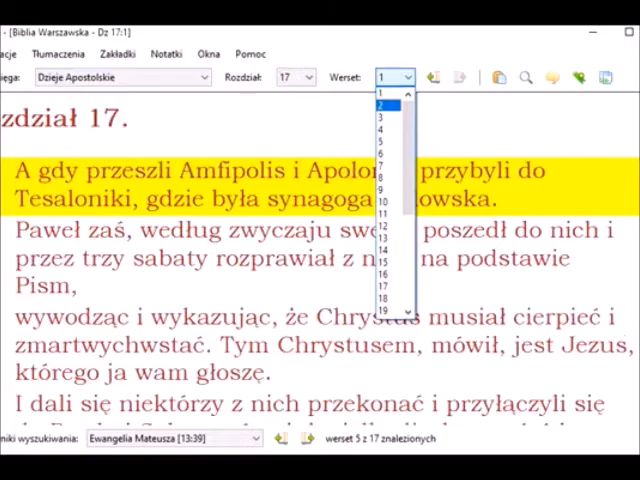 - [Biblia Warszawska - Dz 17:1]
acje Tłumaczenia Zakładki Notatki Okna Pomoc
ięga: Dzieje Apostolskie Rozdział: 17 Werset: 1
1
2
3
4
5
6
7
8
9
10
11
12
13
14
15
16
17
18
19
zdział 17.
A gdy przeszli Amfipolis i Apolo przybyli do
Tesaloniki, gdzie była synagoga owska.
Paweł zaś, według zwyczaju sw poszedł do nich i
przez trzy sabaty rozprawiał z n na podstawie
Pism,
wywodząc i wykazując, że Chrystus musiał cierpieć i
zmartwychwstać. Tym Chrystusem, mówił, jest Jezus,
którego ja wam głoszę.
I dali się niektórzy z nich przekonać i przyłączyli się
niki wyszukiwania: Ewangelia Mateusza [13:39] werset 5 z 17 znalezionych